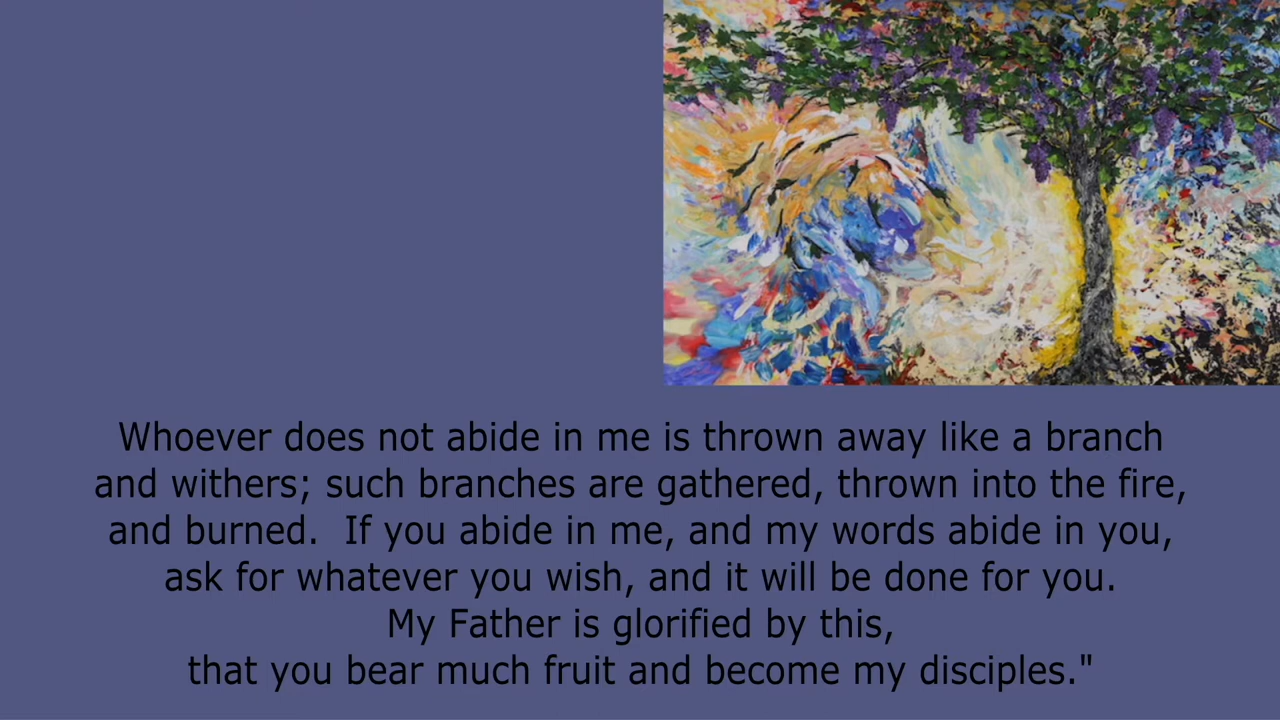 Whoever does not abide in me is thrown away like a branch
and withers; such branches are gathered, thrown into the fire,
and burned.  If you abide in me, and my words abide in you,
ask for whatever you wish, and it will be done for you.
My Father is glorified by this,
that you bear much fruit and become my disciples."